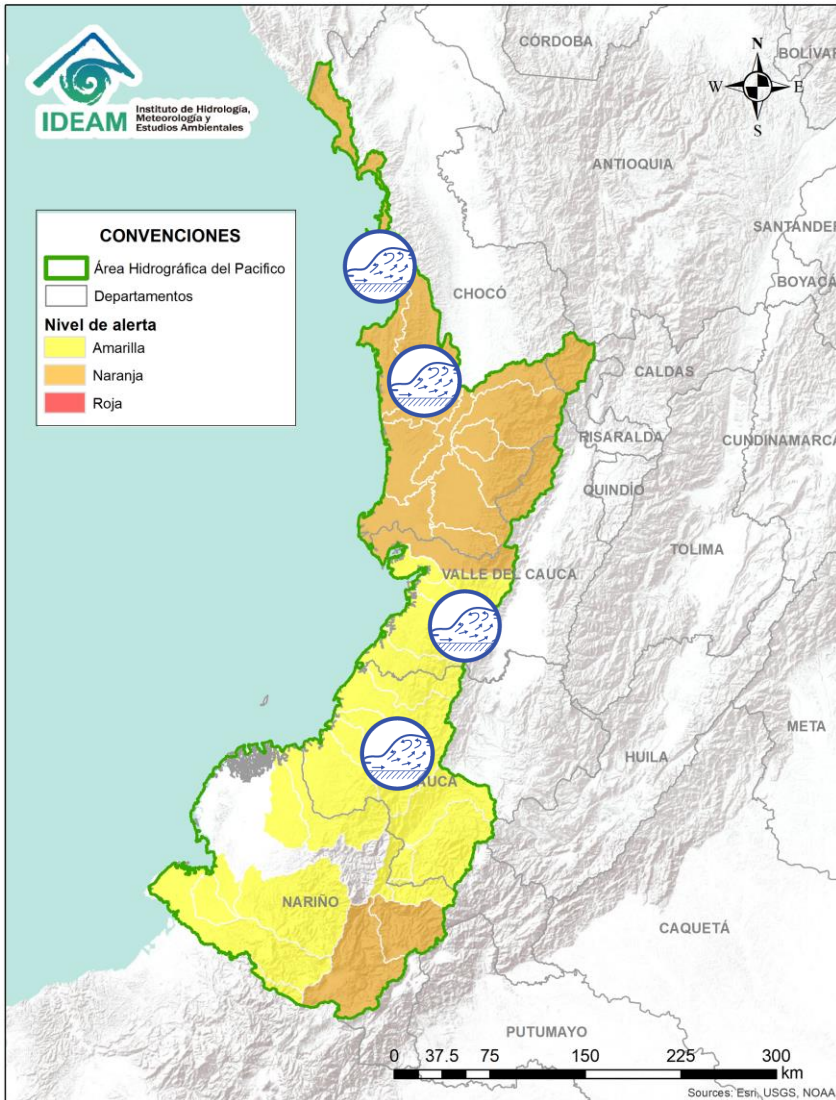 IDEAM
Instituto de Hidrología,
Meteorología y
Estudios Ambientales
CÓRDOBA
BOLÍVAR
N
W
E
S
ANTIOQUIA
SANTANDER
BOYACÁ
CONVENCIONES
Área Hidrográfica del Pacifico
Departamentos
Nivel de alerta
Amarilla
Naranja
Roja
CHOCÓ
CALDAS
RISARALDA
CUNDINAMARCA
QUINDÍO
TOLIMA
VALLE DEL CAUCA
META
HUILA
AUCA
NARIÑO
CAQUETÁ
PUTUMAYO
0 37.5 75 150 225 300
km
Sources: Esri, USGS, NOAA